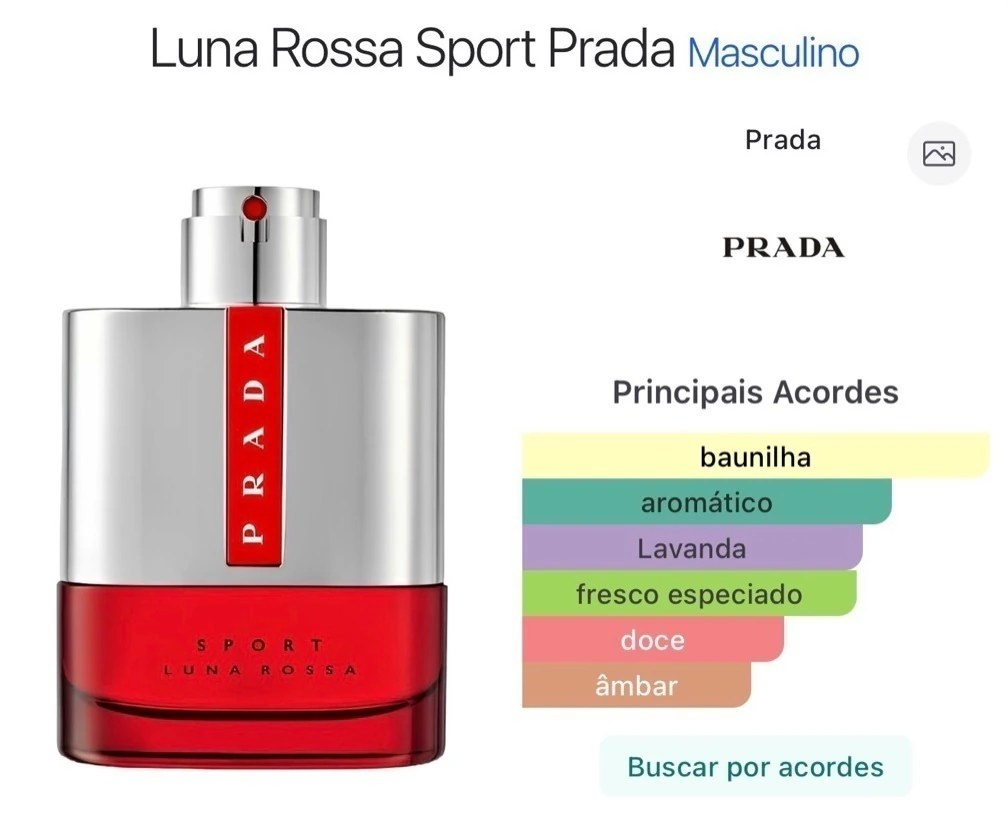 Luna Rossa Sport Prada Masculino
Prada
PRADA
PRADA
SPORT
LUNA ROSSA
Principais Acordes
baunilha
aromático
Lavanda
fresco especiado
doce
âmbar
Buscar por acordes